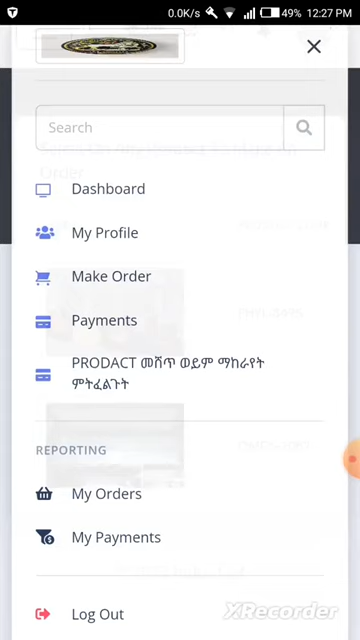 0.0K/s 49% 12:27 PM
Search
Dashboard
My Profile
Make Order
Payments
PRODACT መሸጥ ወይም ማከራየት
ምትፈልጉት
REPORTING
My Orders
My Payments
Log Out
XRecorder